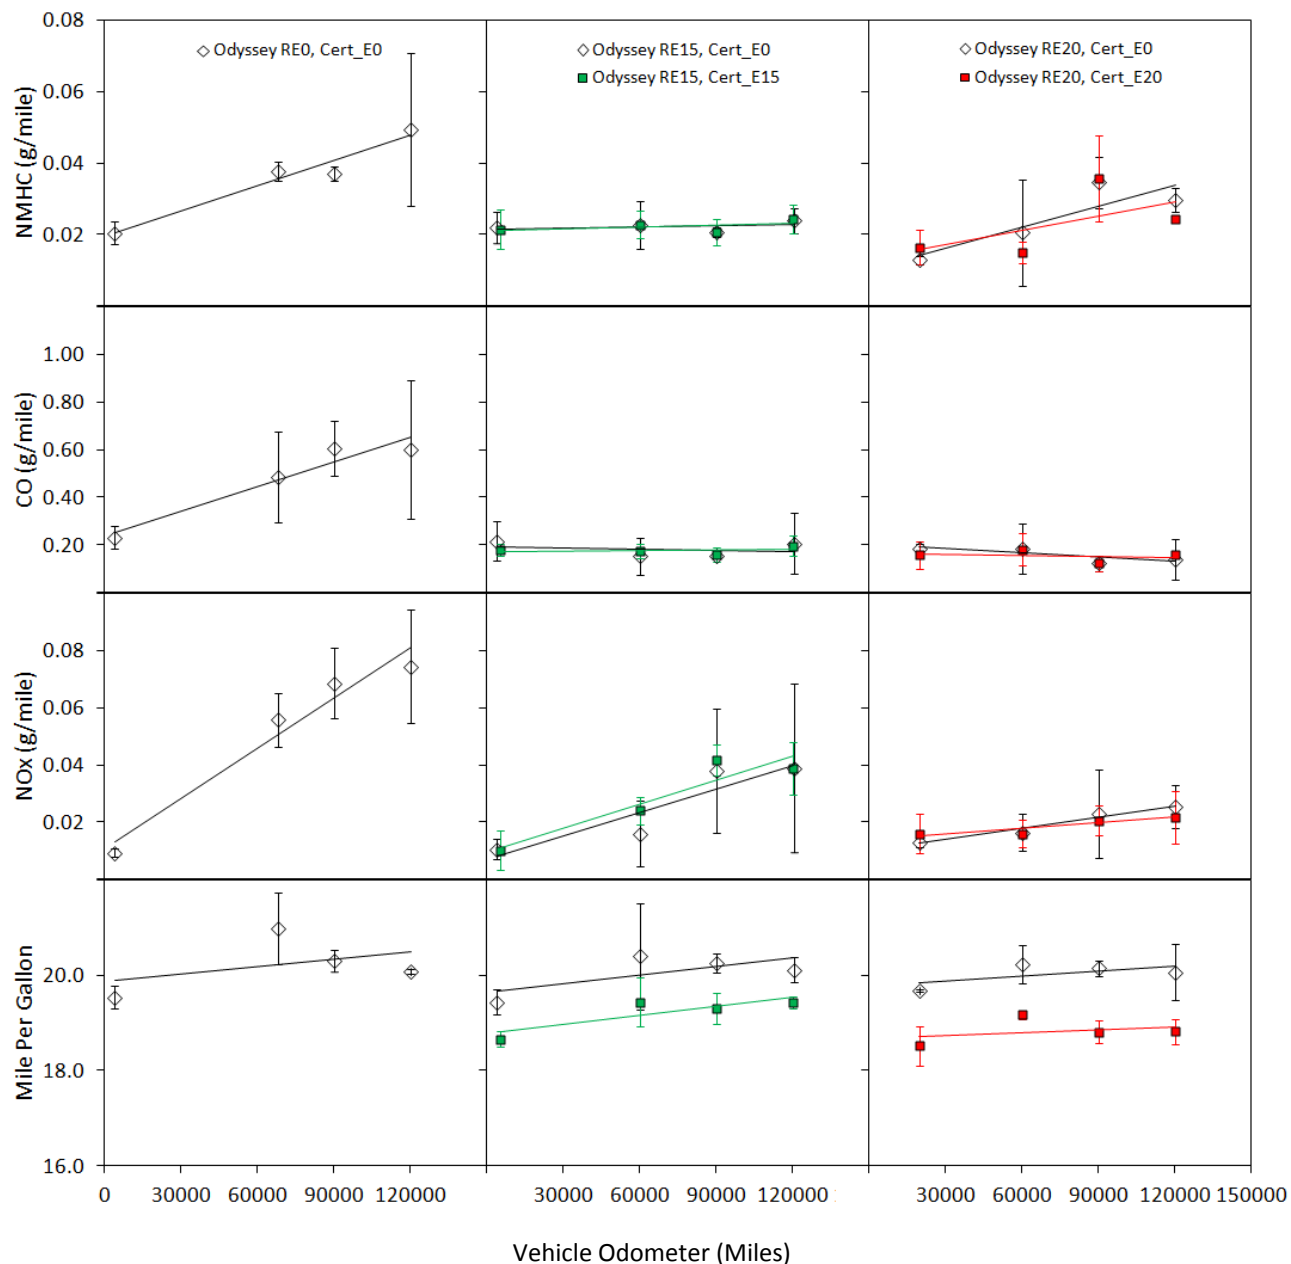 0.08
0.06
0.04
0.02
NMHC (g/mile)
Odyssey RE0, Cert_E0
Odyssey RE15, Cert_E0
Odyssey RE15, Cert_E15
Odyssey RE20, Cert_E0
Odyssey RE20, Cert_E20
1.00
0.80
0.60
0.40
0.20
CO (g/mile)
0.08
0.06
0.04
0.02
NOx (g/mile)
20.0
18.0
16.0
Mile Per Gallon
0 30000 60000 90000 120000 30000 60000 90000 120000 30000 60000 90000 120000 150000
Vehicle Odometer (Miles)